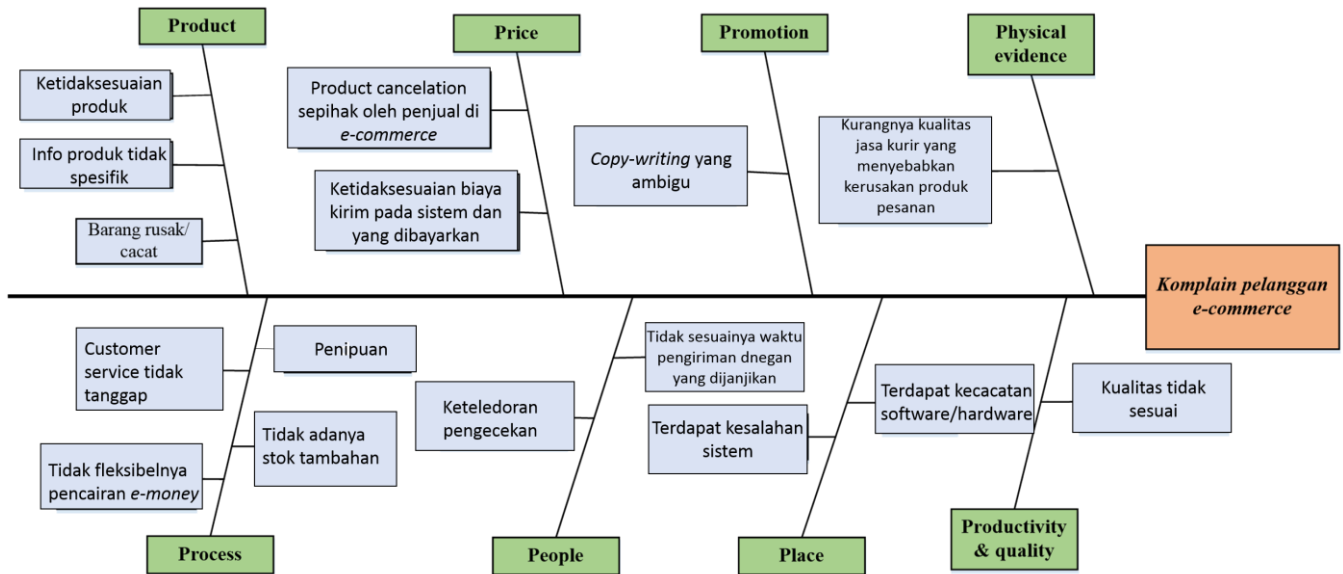 Product
Price
Promotion
Physical
evidence
Ketidaksesuaian
produk
Info produk tidak
spesifik
Barang rusak/
cacat
Product cancelation
sepihak oleh penjual di
e-commerce
Ketidaksesuaian biaya
kirim pada sistem dan
yang dibayarkan
Copy-writing yang
ambigu
Kurangnya kualitas
jasa kurir yang
menyebabkan
kerusakan produk
pesanan
Komplain pelanggan
e-commerce
Customer
service tidak
tanggap
Penipuan
Tidak fleksibelnya
pencairan e-money
Tidak adanya
stok tambahan
Keteledoran
pengecekan
Tidak sesuainya waktu
pengiriman dnegan
yang dijanjikan
Terdapat kesalahan
sistem
Terdapat kecacatan
software/hardware
Kualitas tidak
sesuai
Process
People
Place
Productivity
& quality